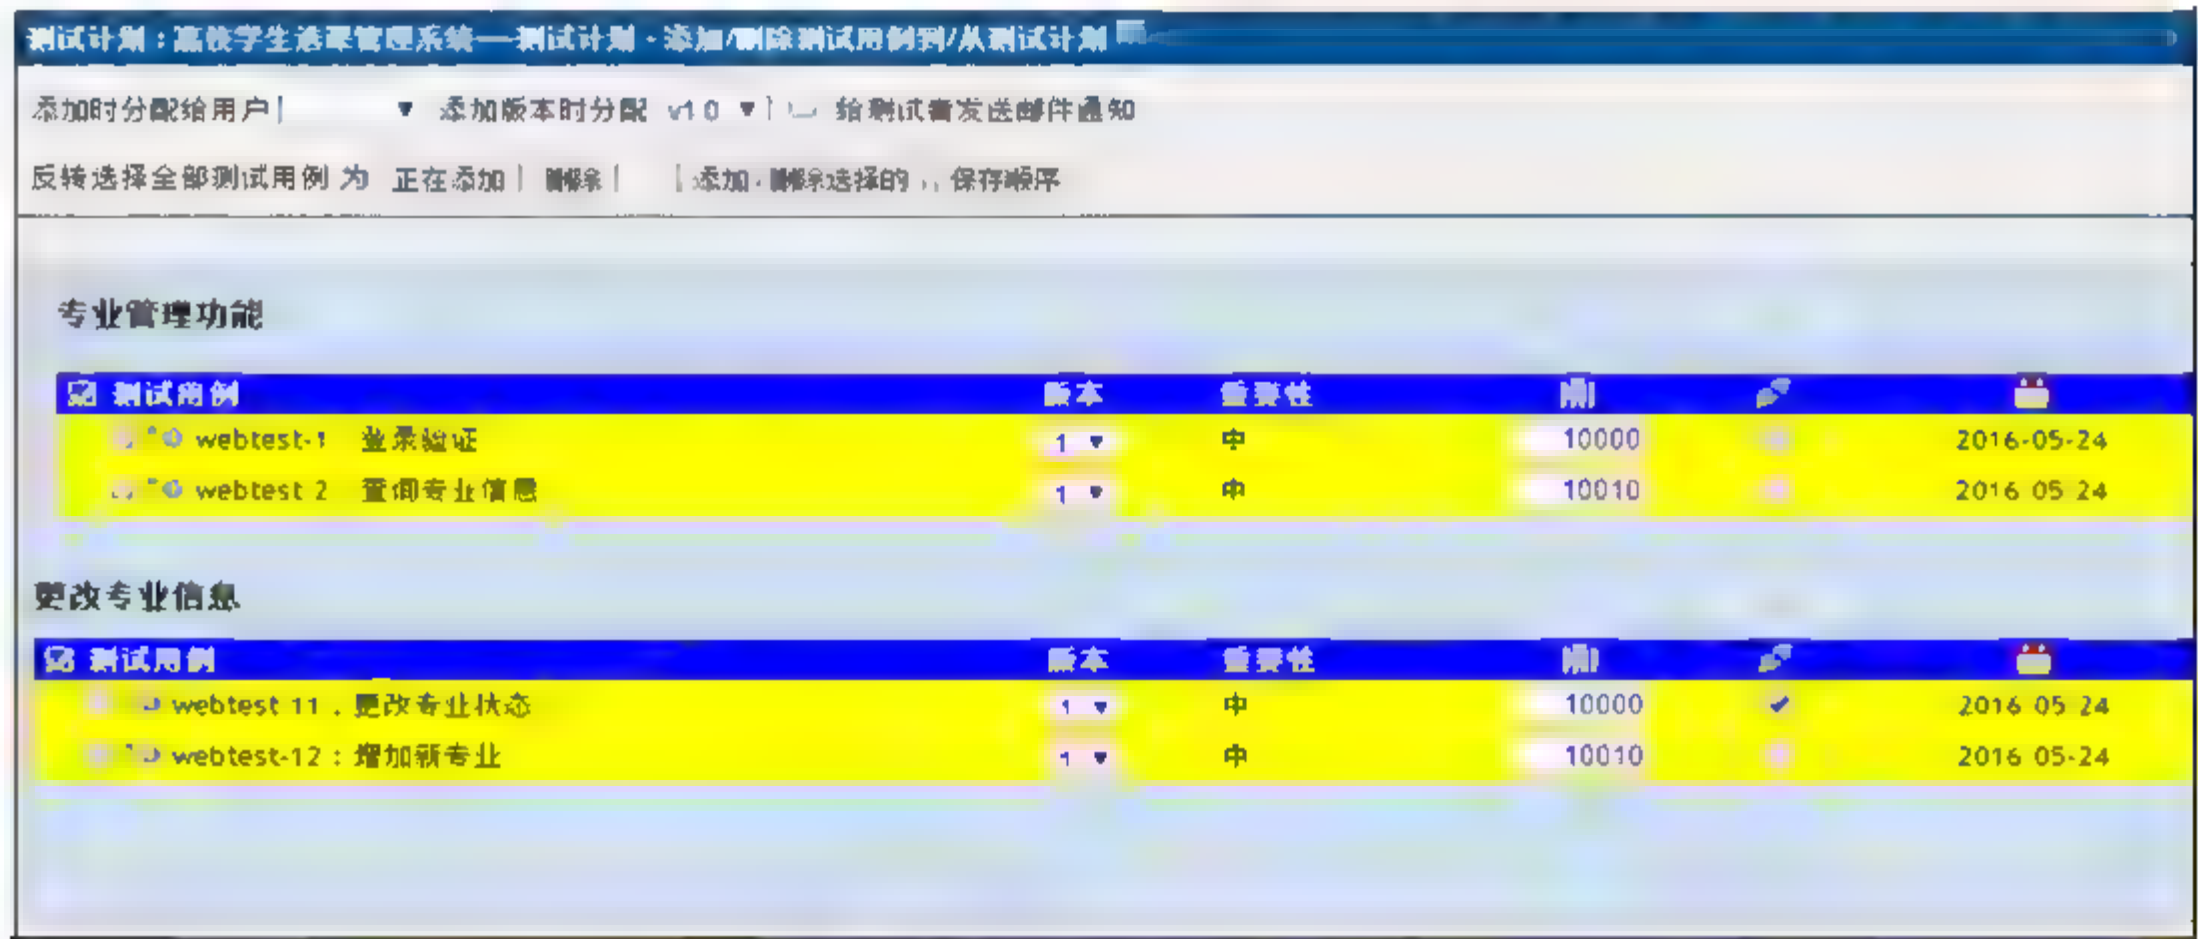 测试计划：高校学生选课管理系统—测试计划 - 添加/删除测试用例到/从测试计划
添加时分配给用户 添加版本时分配 v1.0 给测试者发送邮件通知
反转选择全部测试用例 为 正在添加 删除 添加/删除选择的 保存顺序
专业管理功能
测试用例 版本 重要性
webtest-1 登录验证 1 中 10000 2016-05-24
webtest 2 查询专业信息 1 中 10010 2016 05 24
更改专业信息
测试用例 版本 重要性
webtest 11 : 更改专业状态 1 中 10000 2016 05 24
webtest-12 : 增加新专业 1 中 10010 2016 05-24